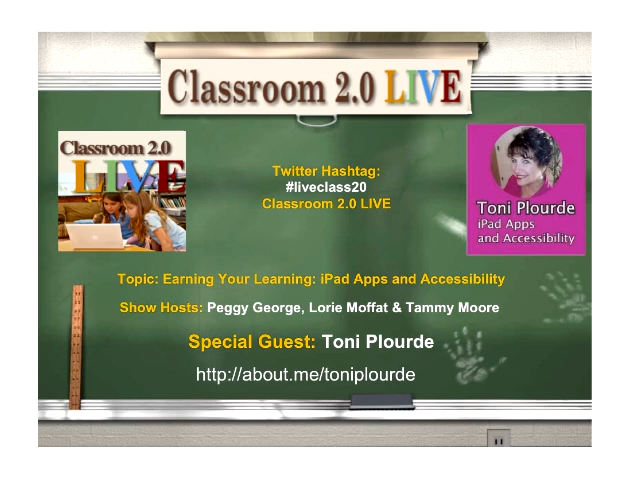 Classroom 2.0 LIVE
Classroom 2.0
LIVE
Twitter Hashtag:
#liveclass20
Classroom 2.0 LIVE
Toni Plourde
iPad Apps
and Accessibility
Topic: Earning Your Learning: iPad Apps and Accessibility
Show Hosts: Peggy George, Lorie Moffat & Tammy Moore
Special Guest: Toni Plourde
http://about.me/toniplourde